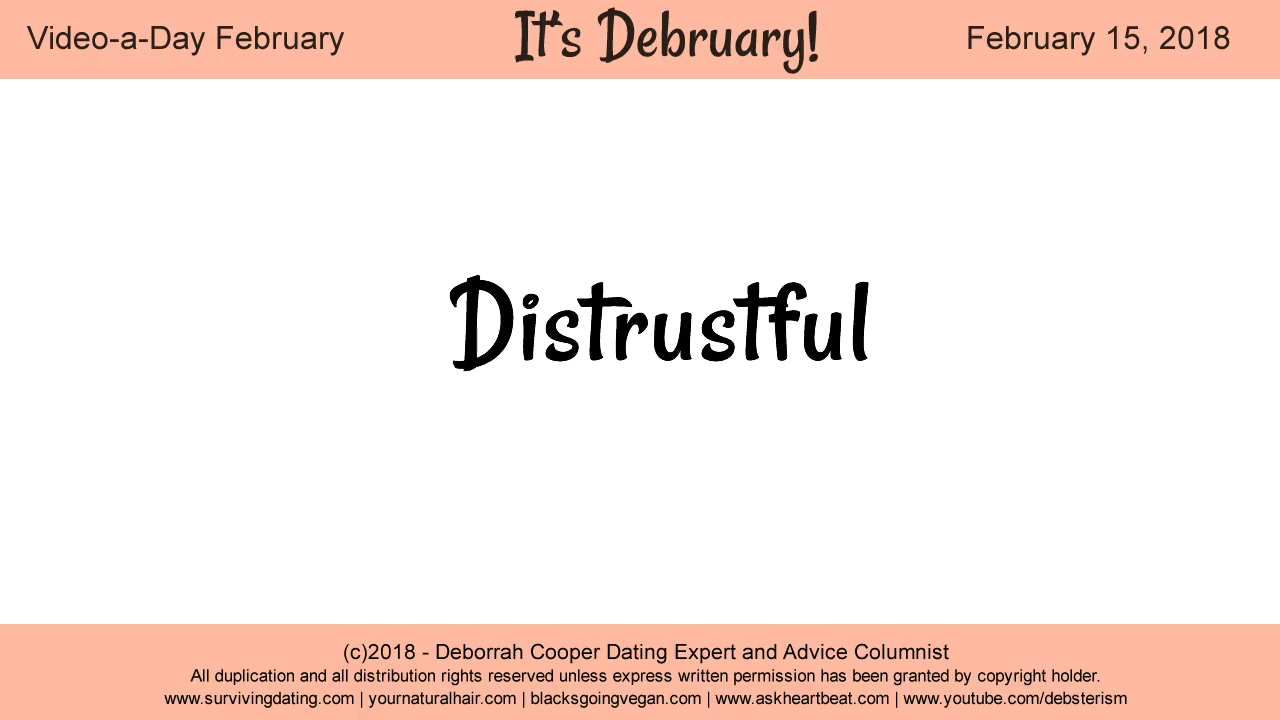 Video-a-Day February
It's Debruary!
February 15, 2018
Distrustful
(c)2018 - Deborrah Cooper Dating Expert and Advice Columnist
All duplication and all distribution rights reserved unless express written permission has been granted by copyright holder.
www.survivingdating.com | yournaturalhair.com | blacksgoingvegan.com | www.askheartbeat.com | www.youtube.com/debsterism